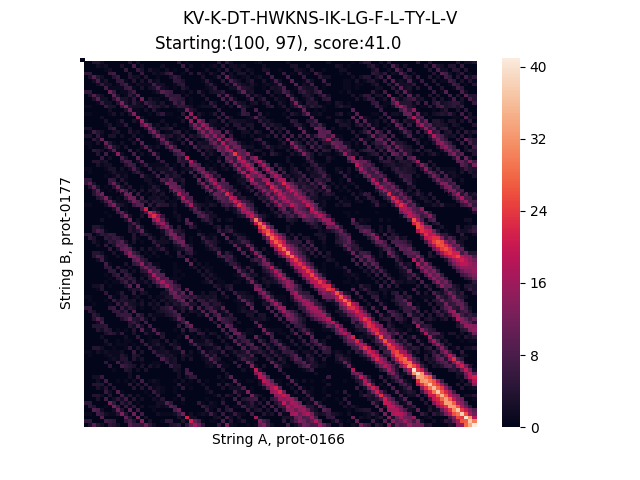 KV-K-DT-HWKNS-IK-LG-F-L-TY-L-V
Starting:(100, 97), score:41.0
String B, prot-0177
String A, prot-0166
40
32
24
16
8
0